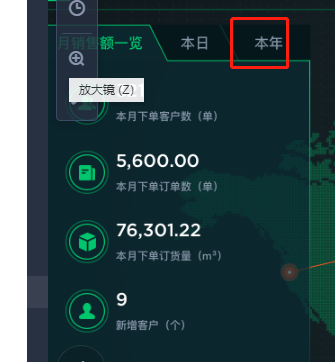 月销售额一览
本日
本年
放大镜 (Z)
本月下单客户数（单）
5,600.00
本月下单订单数（单）
76,301.22
本月下单订货量（m³）
9
新增客户（个）